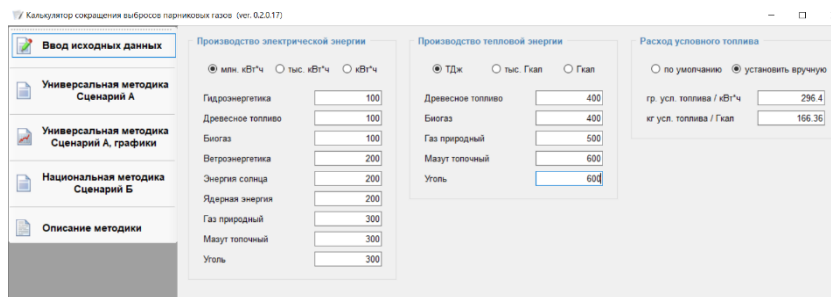 Калькулятор сокращения выбросов парниковых газов (ver. 0.2.0.17)
Ввод исходных данных
Универсальная методика
Сценарий А
Универсальная методика
Сценарий А, графики
Национальная методика
Сценарий Б
Описание методики
Производство электрической энергии
млн. кВт*ч тыс. кВт*ч кВт*ч
Гидроэнергетика 100
Древесное топливо 100
Биогаз 100
Ветроэнергетика 200
Энергия солнца 200
Ядерная энергия 200
Газ природный 300
Мазут топочный 300
Уголь 300
Производство тепловой энергии
ТДж тыс. Гкал Гкал
Древесное топливо 400
Биогаз 400
Газ природный 500
Мазут топочный 600
Уголь 600
Расход условного топлива
по умолчанию установить вручную
гр. усл. топлива / кВт*ч 296.4
кг усл. топлива / Гкал 166.36